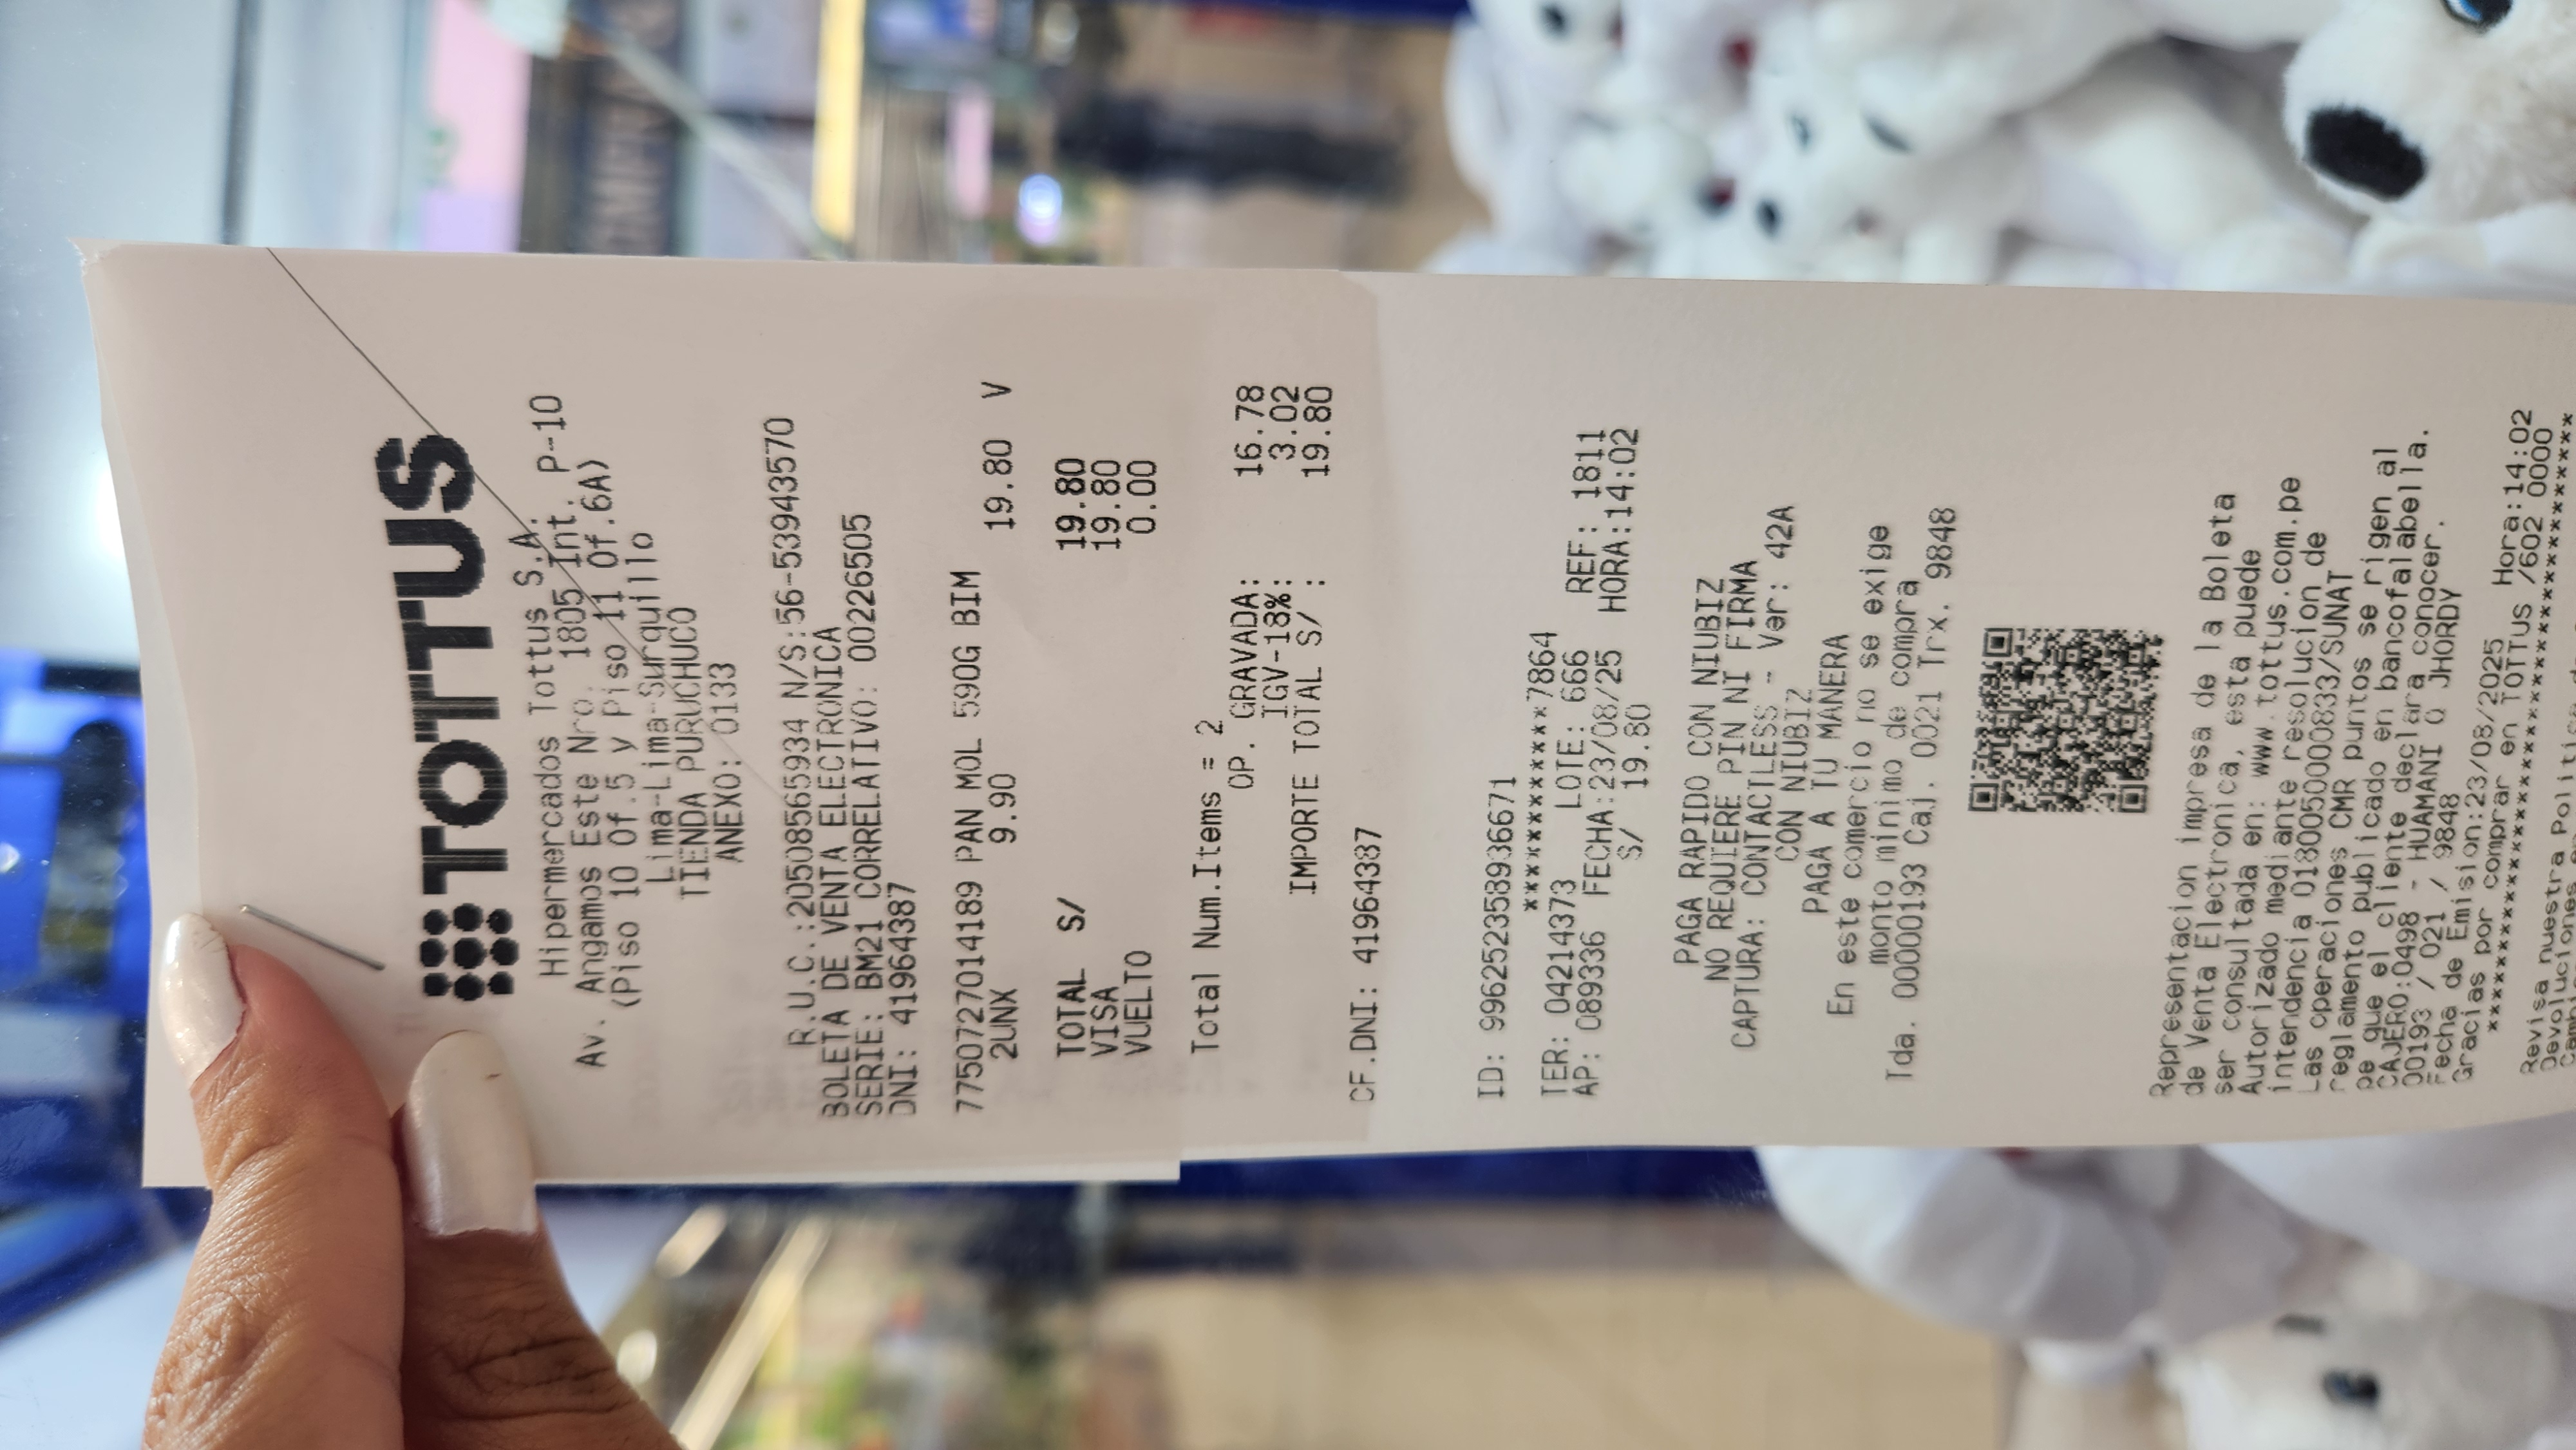 TOTTUS
Hipermercados Tottus S.A.
Av. Angamos Este Nro. 1805 Int. P-10
(Piso 10 Of.5 y Piso 11 Of.6A)
Lima-Lima-Surquillo
TIENDA PURUCHUCO
ANEXO: 0133
R.U.C.:20508565934 N/S:56-53943570
BOLETA DE VENTA ELECTRONICA
SERIE: BM21 CORRELATIVO: 00226505
DNI: 41964387
7750727014189 PAN MOL 590G BIM
2UNX 9.90 19.80 V
TOTAL S/ 19.80
VISA 19.80
VUELTO 0.00
Total Num.Items = 2
OP. GRAVADA: 16.78
IGV-18%: 3.02
IMPORTE TOTAL S/ : 19.80
CF.DNI: 41964387
ID: 996252358936671
************7864
TER: 04214373 LOTE: 666 REF: 1811
AP: 089336 FECHA:23/08/25 HORA:14:02
S/ 19.80
PAGA RAPIDO CON NIUBIZ
NO REQUIERE PIN NI FIRMA
CAPTURA: CONTACTLESS - Ver: 42A
CON NIUBIZ
PAGA A TU MANERA
En este comercio no se exige
monto minimo de compra
Tda. 00000193 Caj. 0021 Trx. 9848
Representacion impresa de la Boleta
de Venta Electronica, esta puede
ser consultada en: www.tottus.com.pe
Autorizado mediante resolucion de
intendencia 0180050000833/SUNAT
Las operaciones CMR puntos se rigen al
reglamento publicado en bancofalabella.
pe que el cliente declara conocer.
CAJERO:0498 - HUAMANI Q JHORDY
00193 / 021 / 9848
Fecha de Emision:23/08/2025 Hora:14:02
Gracias por comprar en TOTTUS /602 0000
***************************************
Revisa nuestra Politica de
Devoluciones en